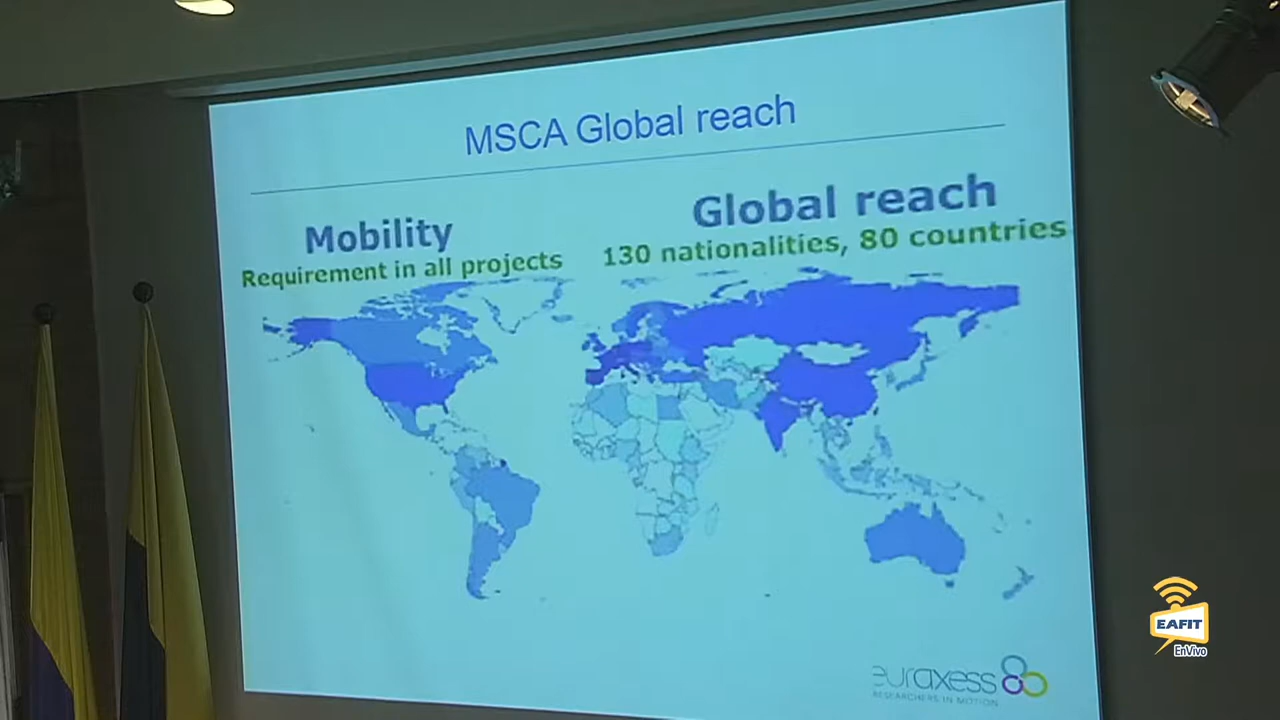 MSCA Global reach
Mobility
Requirement in all projects
Global reach
130 nationalities, 80 countries
euraxess
RESEARCHERS IN MOTION
EAFIT
EnVivo